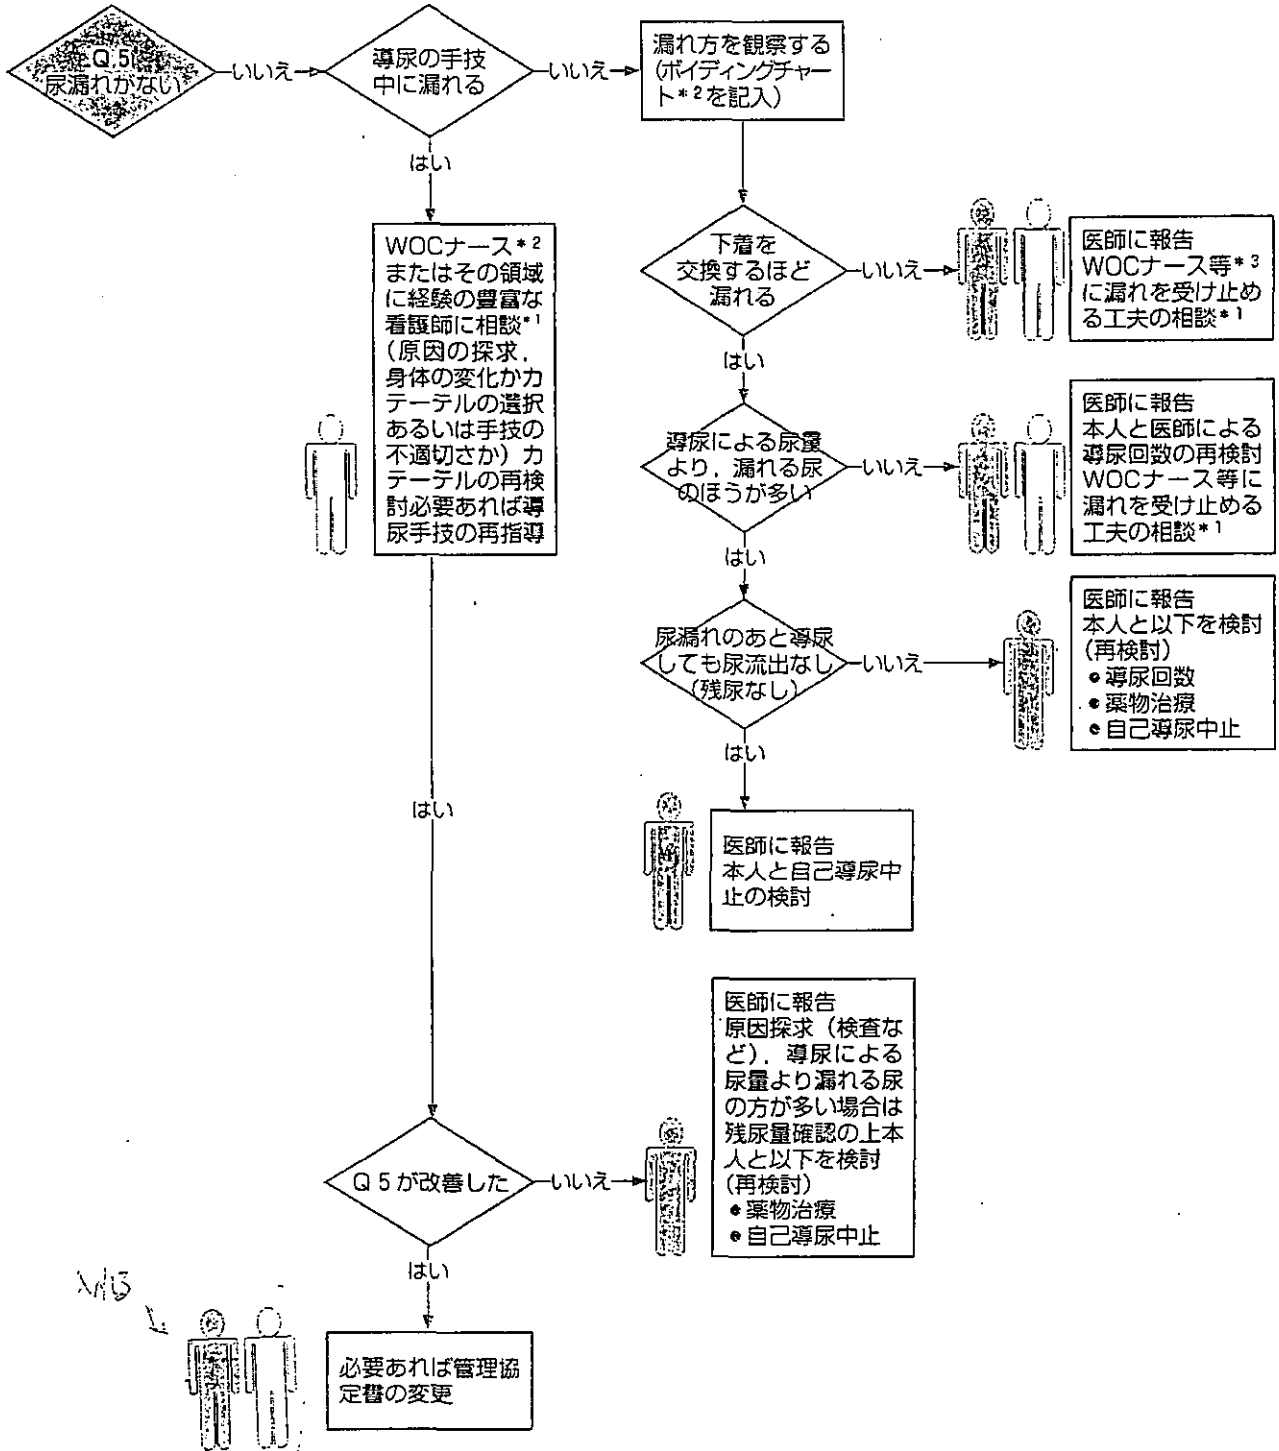 Q.5
尿漏れがない
いいえ
導尿の手技
中に漏れる
いいえ
漏れ方を観察する
(ボイディングチャー
ト*2を記入)
はい
WOCナース*2
またはその領域
に経験の豊富な
看護師に相談*1
(原因の探求,
身体の変化かカ
テーテルの選択
あるいは手技の
不適切さか) カ
テーテルの再検
討必要あれば導
尿手技の再指導
下着を
交換するほど
漏れる
いいえ
医師に報告
WOCナース等*3
に漏れを受け止め
る工夫の相談*1
はい
導尿による尿量
より,漏れる尿
のほうが多い
いいえ
医師に報告
本人と医師による
導尿回数の再検討
WOCナース等に
漏れを受け止める
工夫の相談*1
はい
尿漏れのあと導尿
しても尿流出なし
(残尿なし)
いいえ
医師に報告
本人と以下を検討
(再検討)
●導尿回数
●薬物治療
●自己導尿中止
はい
医師に報告
本人と自己導尿中
止の検討
はい
Q5が改善した
いいえ
医師に報告
原因探求(検査な
ど),導尿による
尿量より漏れる尿
の方が多い場合は
残尿量確認の上本
人と以下を検討
(再検討)
●薬物治療
●自己導尿中止
はい
必要あれば管理協
定書の変更